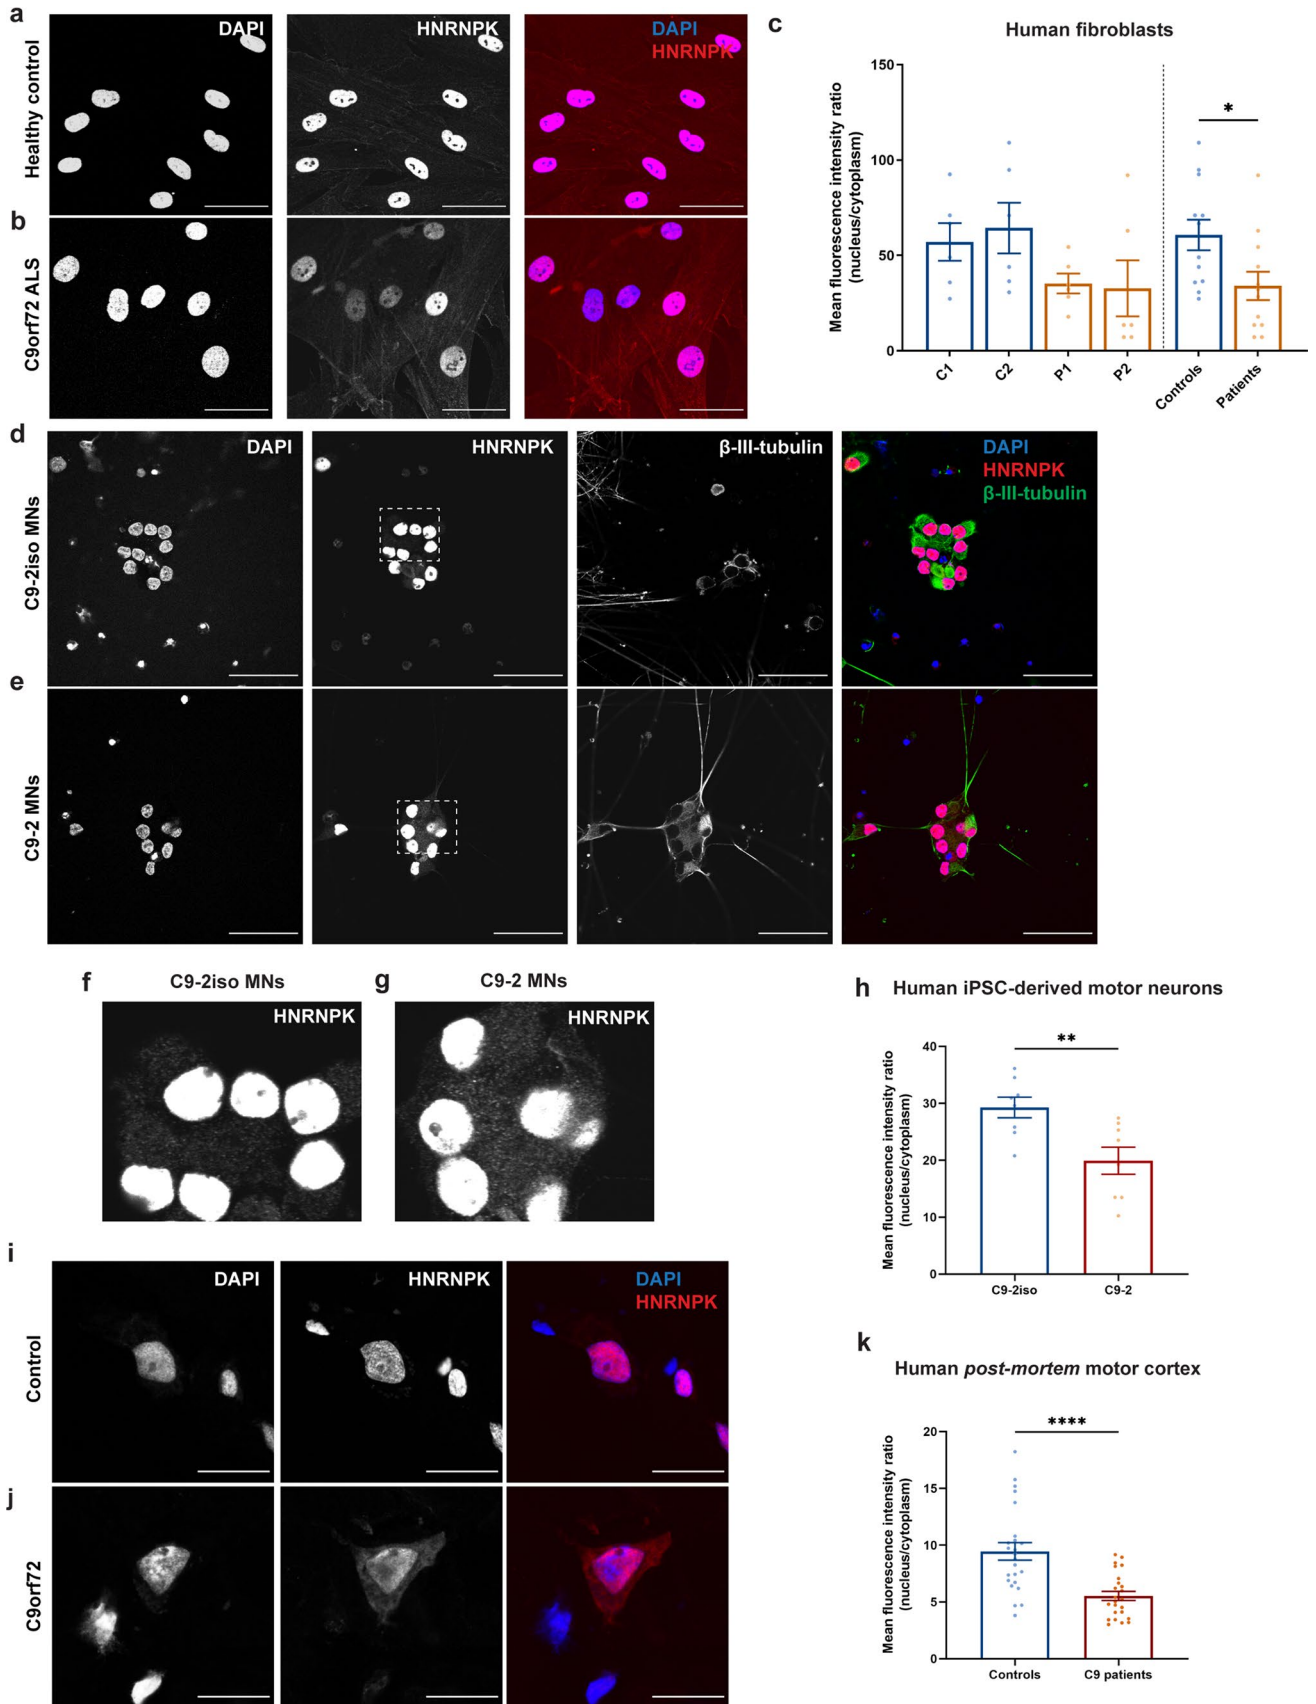 a
DAPI
HNRNPK
DAPI
HNRNPK
Healthy control
b
C9orf72 ALS
c
Human fibroblasts
Mean fluorescence intensity ratio
(nucleus/cytoplasm)
150
100
50
0
*
C1
C2
P1
P2
Controls
Patients
d
DAPI
HNRNPK
β-III-tubulin
DAPI
HNRNPK
β-III-tubulin
C9-2iso MNs
e
C9-2 MNs
f
C9-2iso MNs
HNRNPK
g
C9-2 MNs
HNRNPK
h
Human iPSC-derived motor neurons
Mean fluorescence intensity ratio
(nucleus/cytoplasm)
40
30
20
10
0
**
C9-2iso
C9-2
i
DAPI
HNRNPK
DAPI
HNRNPK
Control
j
C9orf72
k
Human post-mortem motor cortex
Mean fluorescence intensity ratio
(nucleus/cytoplasm)
20
15
10
5
0
****
Controls
C9 patients